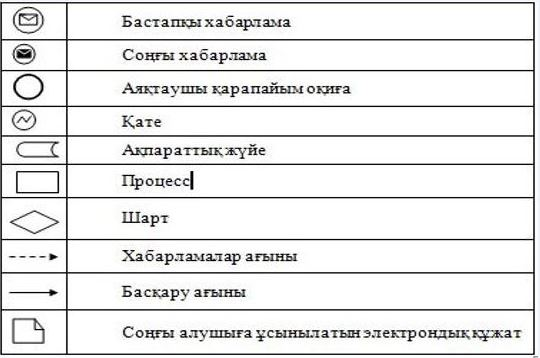 Бастапқы хабарлама
Соңғы хабарлама
Аяқтаушы қарапайым оқиға
Қате
Ақпараттық жүйе
Процесс
Шарт
Хабарламалар ағыны
Басқару ағыны
Соңғы алушыға ұсынылатын электрондық құжат